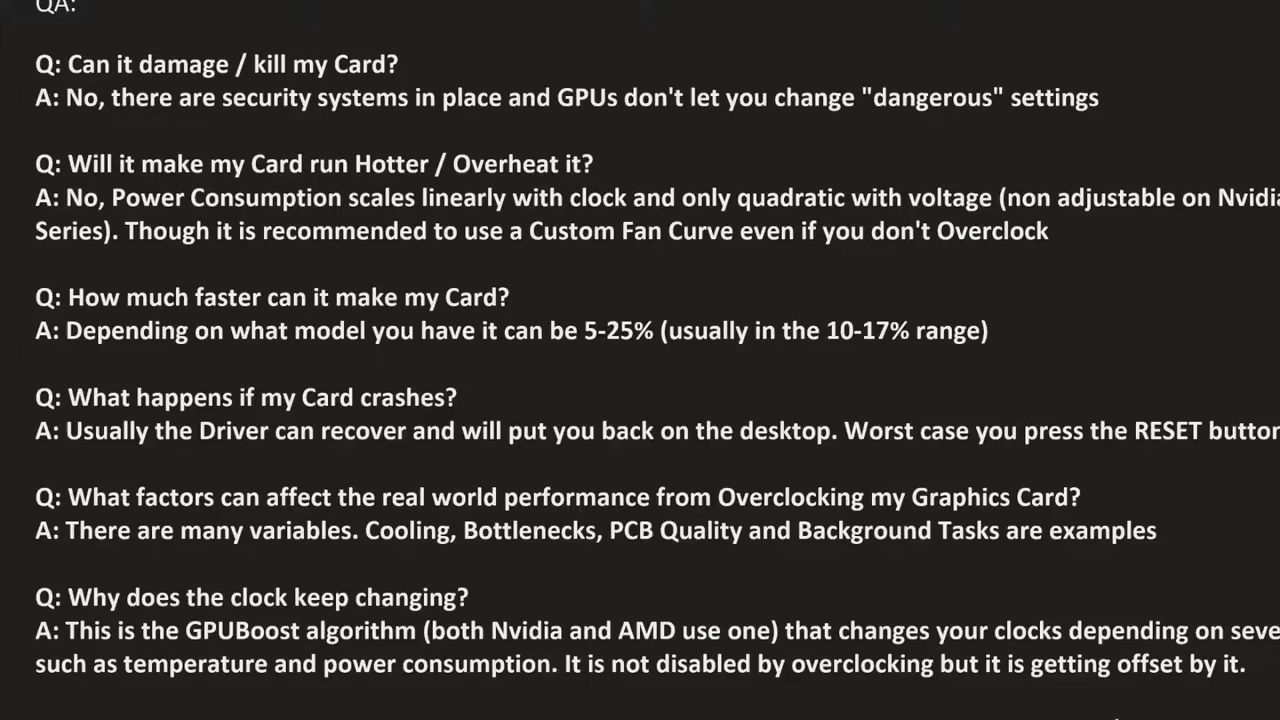 QA:
Q: Can it damage / kill my Card?
A: No, there are security systems in place and GPUs don't let you change "dangerous" settings
Q: Will it make my Card run Hotter / Overheat it?
A: No, Power Consumption scales linearly with clock and only quadratic with voltage (non adjustable on Nvidia
Series). Though it is recommended to use a Custom Fan Curve even if you don't Overclock
Q: How much faster can it make my Card?
A: Depending on what model you have it can be 5-25% (usually in the 10-17% range)
Q: What happens if my Card crashes?
A: Usually the Driver can recover and will put you back on the desktop. Worst case you press the RESET button
Q: What factors can affect the real world performance from Overclocking my Graphics Card?
A: There are many variables. Cooling, Bottlenecks, PCB Quality and Background Tasks are examples
Q: Why does the clock keep changing?
A: This is the GPUBoost algorithm (both Nvidia and AMD use one) that changes your clocks depending on seve
such as temperature and power consumption. It is not disabled by overclocking but it is getting offset by it.